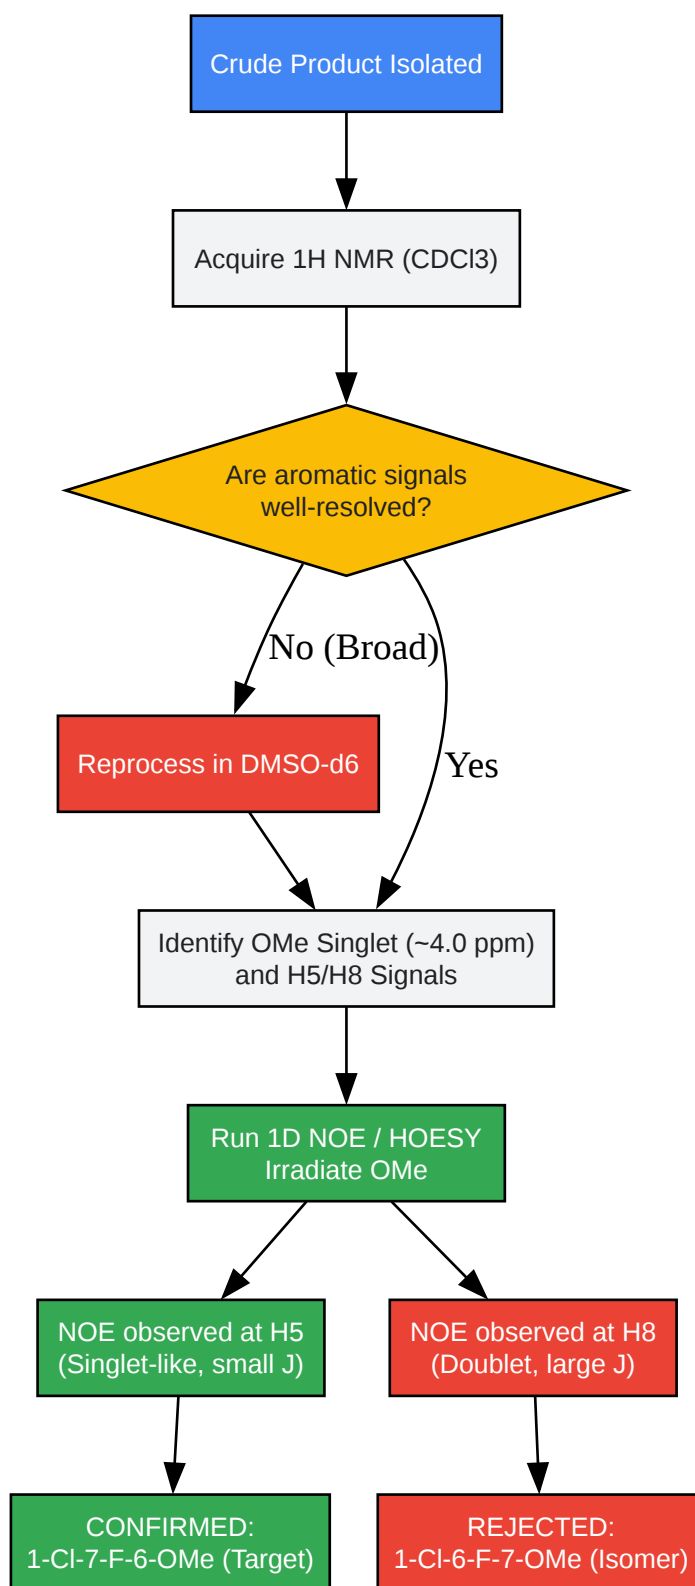 Crude Product Isolated
Acquire 1H NMR (CDCl3)
Are aromatic signals
well-resolved?
No (Broad)
Yes
Reprocess in DMSO-d6
Identify OMe Singlet (~4.0 ppm)
and H5/H8 Signals
Run 1D NOE / HOESY
Irradiate OMe
NOE observed at H5
(Singlet-like, small J)
NOE observed at H8
(Doublet, large J)
CONFIRMED:
1-Cl-7-F-6-OMe (Target)
REJECTED:
1-Cl-6-F-7-OMe (Isomer)